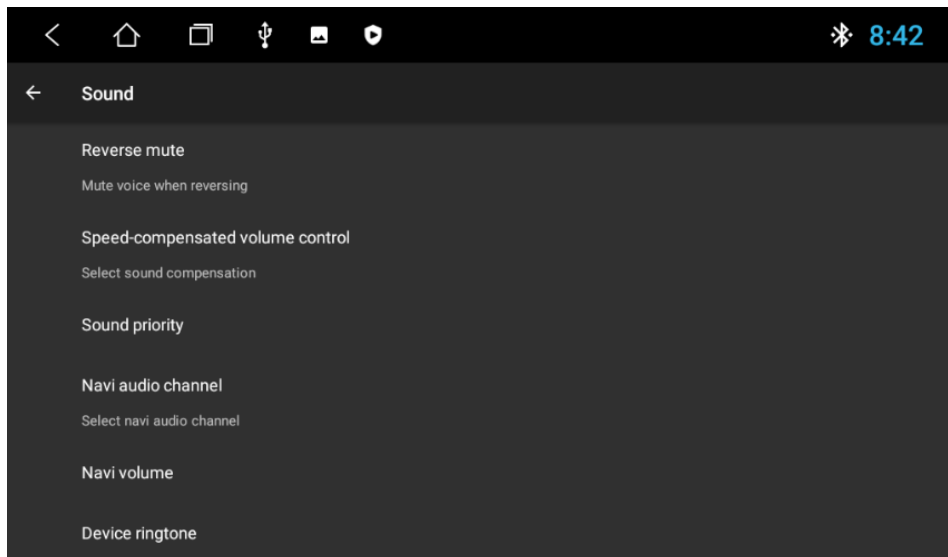 8:42
Sound
Reverse mute
Mute voice when reversing
Speed-compensated volume control
Select sound compensation
Sound priority
Navi audio channel
Select navi audio channel
Navi volume
Device ringtone